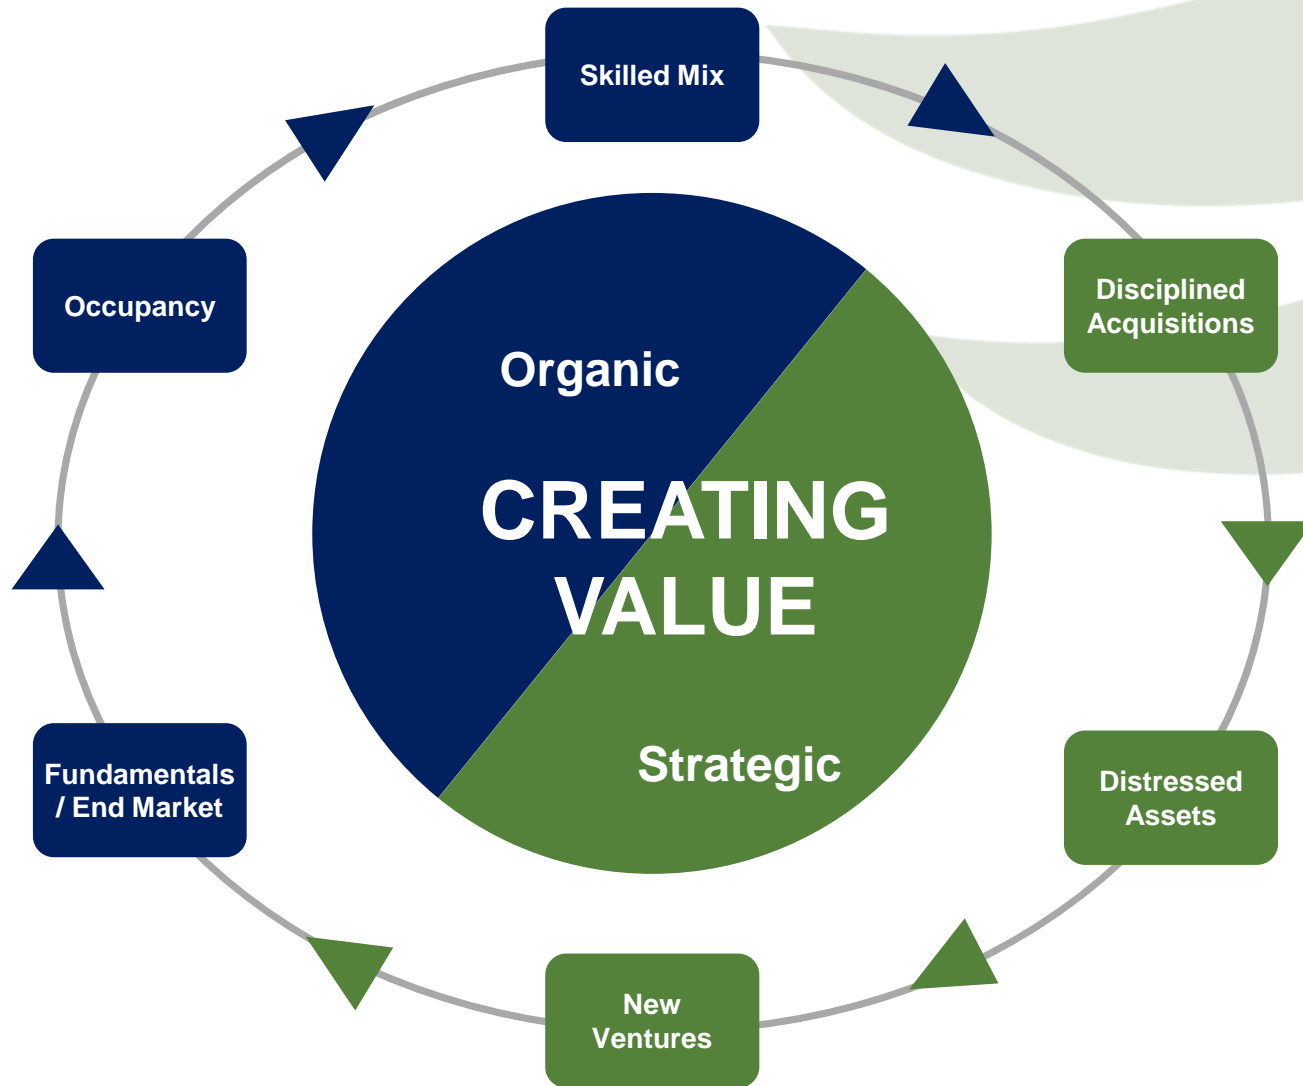 Skilled Mix
Occupancy
Disciplined
Acquisitions
Organic
CREATING
VALUE
Strategic
Fundamentals
/ End Market
Distressed
Assets
New
Ventures